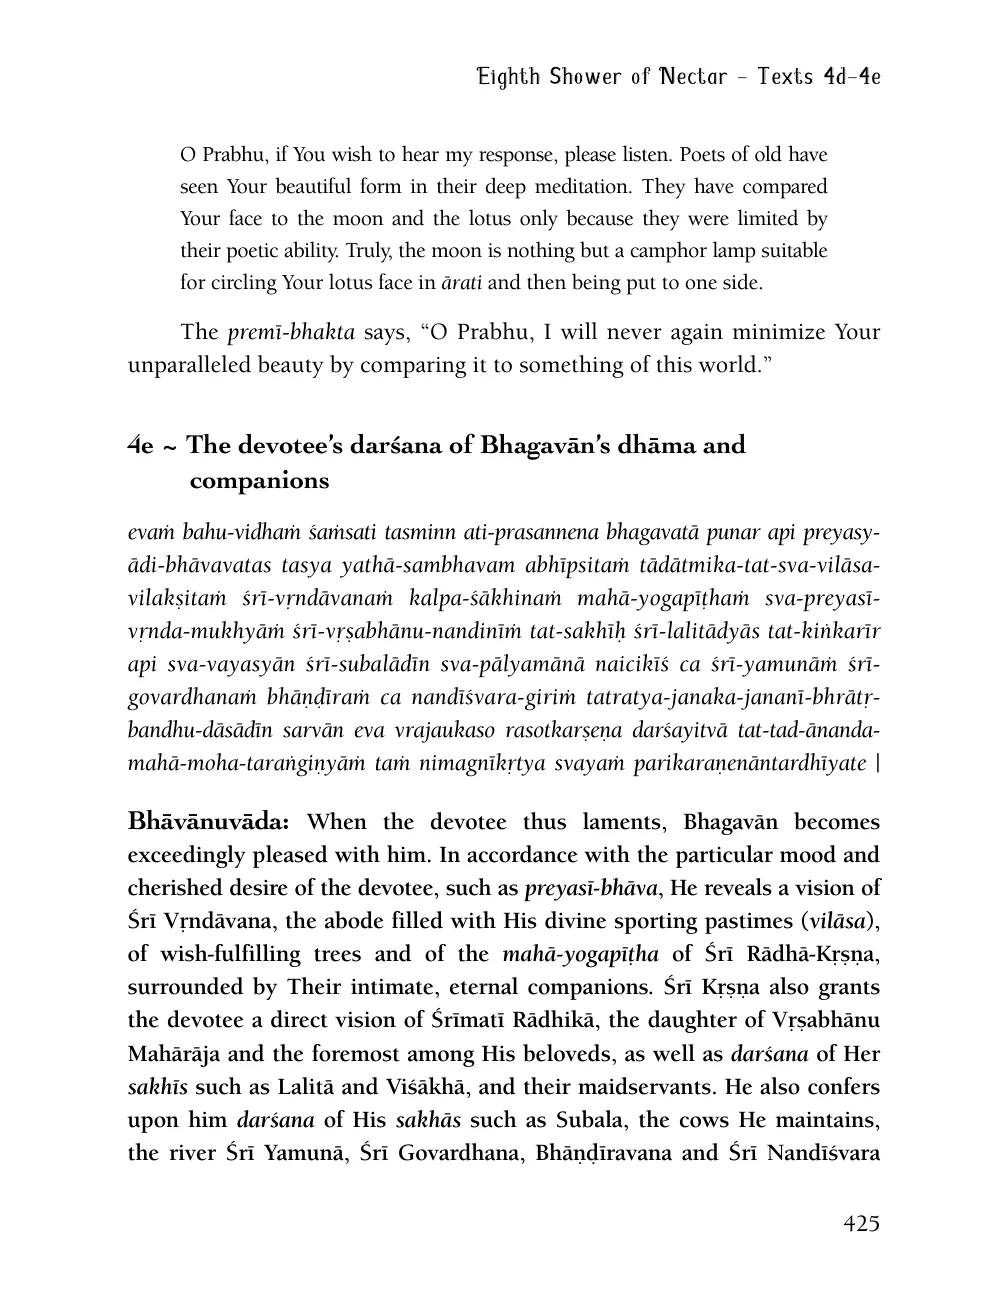 Eighth Shower of Nectar – Texts 4d–4e
O Prabhu, if You wish to hear my response, please listen. Poets of old have
seen Your beautiful form in their deep meditation. They have compared
Your face to the moon and the lotus only because they were limited by
their poetic ability. Truly, the moon is nothing but a camphor lamp suitable
for circling Your lotus face in ārati and then being put to one side.
The premī-bhakta says, “O Prabhu, I will never again minimize Your
unparalleled beauty by comparing it to something of this world.”
4e ~ The devotee’s darśana of Bhagavān’s dhāma and
companions
evaṁ bahu-vidhaṁ śaṁsati tasminn ati-prasannena bhagavatā punar api preyasy-
ādi-bhāvavatas tasya yathā-sambhavam abhīpsitaṁ tādātmika-tat-sva-vilāsa-
vilakṣitaṁ śrī-vṛndāvanaṁ kalpa-śākhinaṁ mahā-yogapīṭhaṁ sva-preyasī-
vṛnda-mukhyāṁ śrī-vṛṣabhānu-nandinīṁ tat-sakhīḥ śrī-lalitādyās tat-kiṅkarīr
api sva-vayasyān śrī-subalādīn sva-pālyamānā naicikīś ca śrī-yamunāṁ śrī-
govardhanaṁ bhāṇḍīraṁ ca nandīśvara-giriṁ tatratya-janaka-jananī-bhrātṛ-
bandhu-dāsādīn sarvān eva vrajaukaso rasotkarṣeṇa darśayitvā tat-tad-ānanda-
mahā-moha-taraṅgiṇyāṁ taṁ nimagnīkṛtya svayaṁ parikaraṇenāntardhīyate |
Bhāvānuvāda: When the devotee thus laments, Bhagavān becomes
exceedingly pleased with him. In accordance with the particular mood and
cherished desire of the devotee, such as preyasī-bhāva, He reveals a vision of
Śrī Vṛndāvana, the abode filled with His divine sporting pastimes (vilāsa),
of wish-fulfilling trees and of the mahā-yogapīṭha of Śrī Rādhā-Kṛṣṇa,
surrounded by Their intimate, eternal companions. Śrī Kṛṣṇa also grants
the devotee a direct vision of Śrīmatī Rādhikā, the daughter of Vṛṣabhānu
Mahārāja and the foremost among His beloveds, as well as darśana of Her
sakhīs such as Lalitā and Viśākhā, and their maidservants. He also confers
upon him darśana of His sakhās such as Subala, the cows He maintains,
the river Śrī Yamunā, Śrī Govardhana, Bhāṇḍīravana and Śrī Nandīśvara
425